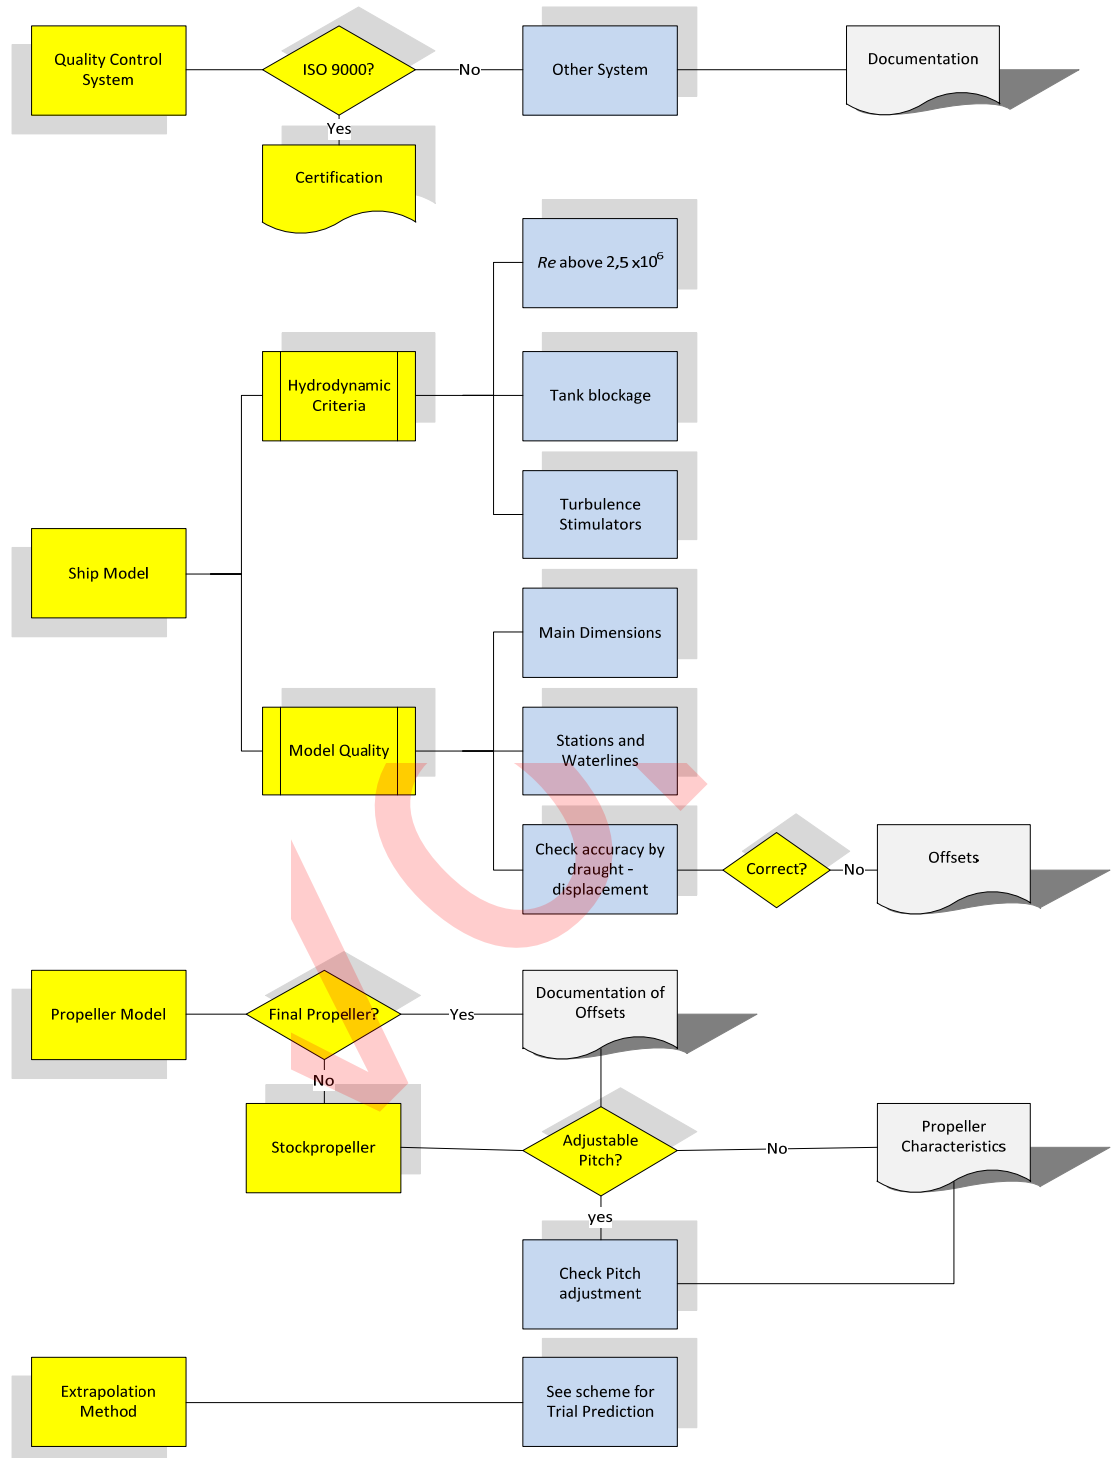 Quality Control
System
ISO 9000?
No
Other System
Documentation
Yes
Certification
Re above 2,5 x10⁶
Hydrodynamic
Criteria
Tank blockage
Turbulence
Stimulators
Ship Model
Main Dimensions
Model Quality
Stations and
Waterlines
Check accuracy by
draught -
displacement
Correct?
No
Offsets
Propeller Model
Final Propeller?
Yes
Documentation of
Offsets
No
Stockpropeller
Adjustable
Pitch?
No
Propeller
Characteristics
yes
Check Pitch
adjustment
Extrapolation
Method
See scheme for
Trial Prediction